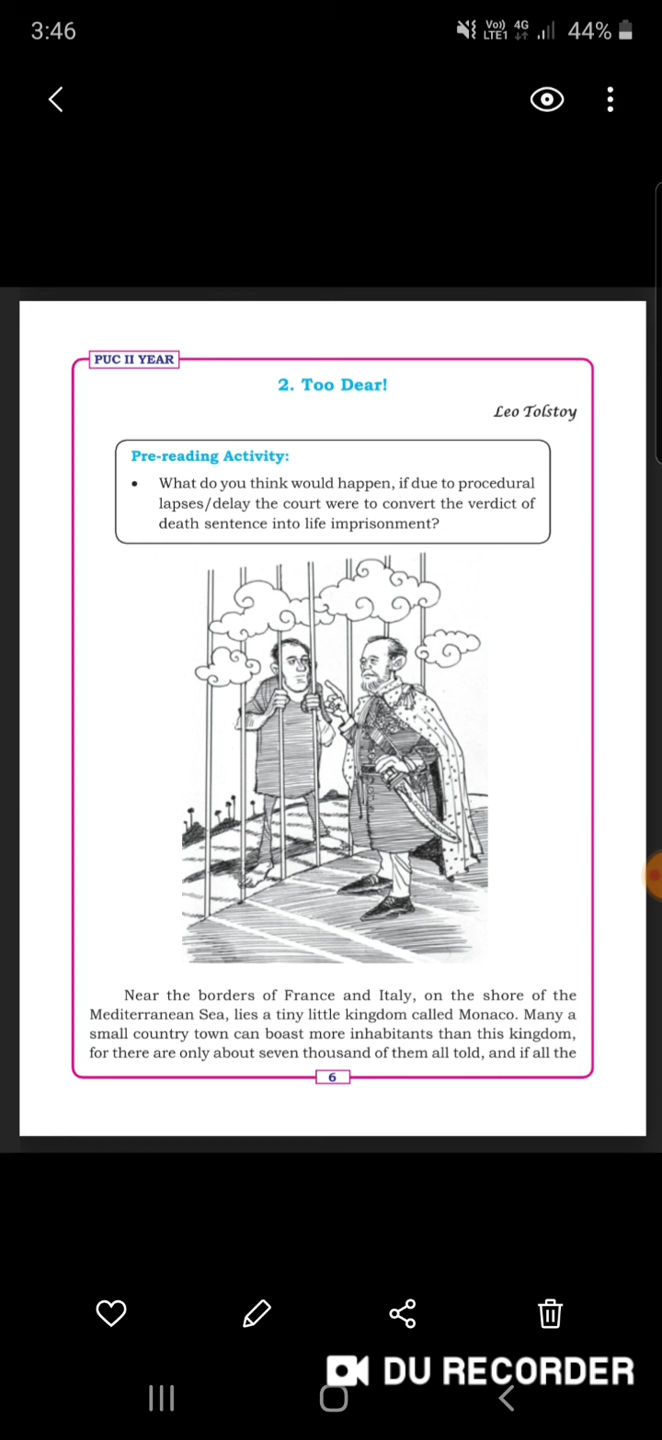 3:46
Vo)) 4G
LTE1
44%
PUC II YEAR
2. Too Dear!
Leo Tolstoy
Pre-reading Activity:
• What do you think would happen, if due to procedural
lapses/delay the court were to convert the verdict of
death sentence into life imprisonment?
Near the borders of France and Italy, on the shore of the
Mediterranean Sea, lies a tiny little kingdom called Monaco. Many a
small country town can boast more inhabitants than this kingdom,
for there are only about seven thousand of them all told, and if all the
6
DU RECORDER